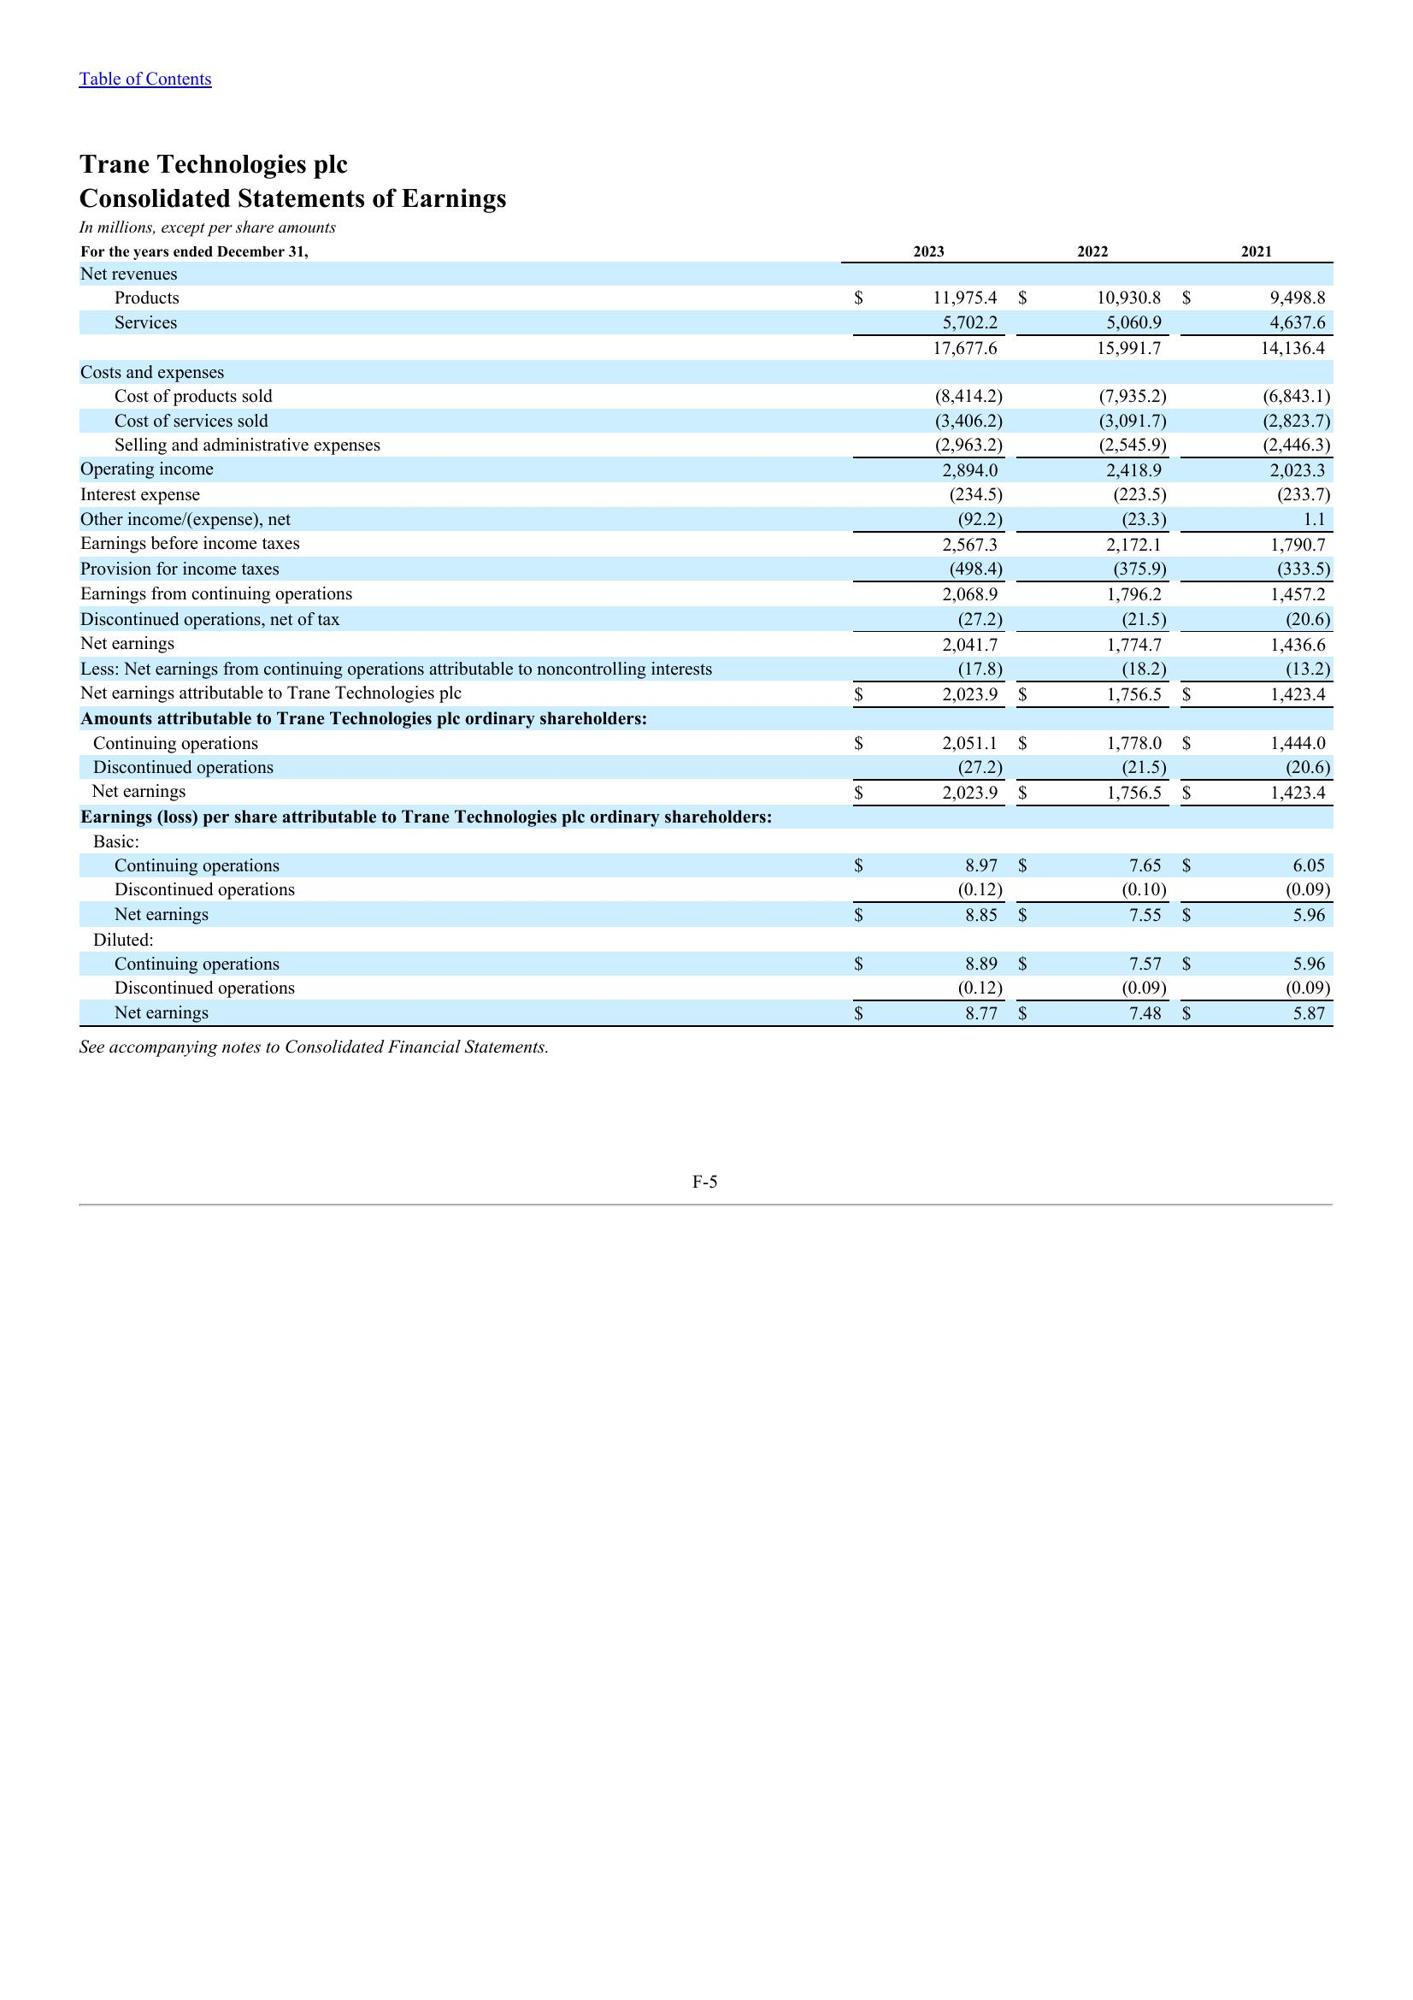 Table of Contents
Trane Technologies plc
Consolidated Statements of Earnings
In millions, except per share amounts
For the years ended December 31, 2023 2022 2021
Net revenues
Products $ 11,975.4 $ 10,930.8 $ 9,498.8
Services 5,702.2 5,060.9 4,637.6
17,677.6 15,991.7 14,136.4
Costs and expenses
Cost of products sold (8,414.2) (7,935.2) (6,843.1)
Cost of services sold (3,406.2) (3,091.7) (2,823.7)
Selling and administrative expenses (2,963.2) (2,545.9) (2,446.3)
Operating income 2,894.0 2,418.9 2,023.3
Interest expense (234.5) (223.5) (233.7)
Other income/(expense), net (92.2) (23.3) 1.1
Earnings before income taxes 2,567.3 2,172.1 1,790.7
Provision for income taxes (498.4) (375.9) (333.5)
Earnings from continuing operations 2,068.9 1,796.2 1,457.2
Discontinued operations, net of tax (27.2) (21.5) (20.6)
Net earnings 2,041.7 1,774.7 1,436.6
Less: Net earnings from continuing operations attributable to noncontrolling interests (17.8) (18.2) (13.2)
Net earnings attributable to Trane Technologies plc $ 2,023.9 $ 1,756.5 $ 1,423.4
Amounts attributable to Trane Technologies plc ordinary shareholders:
Continuing operations $ 2,051.1 $ 1,778.0 $ 1,444.0
Discontinued operations (27.2) (21.5) (20.6)
Net earnings $ 2,023.9 $ 1,756.5 $ 1,423.4
Earnings (loss) per share attributable to Trane Technologies plc ordinary shareholders:
Basic:
Continuing operations $ 8.97 $ 7.65 $ 6.05
Discontinued operations (0.12) (0.10) (0.09)
Net earnings $ 8.85 $ 7.55 $ 5.96
Diluted:
Continuing operations $ 8.89 $ 7.57 $ 5.96
Discontinued operations (0.12) (0.09) (0.09)
Net earnings $ 8.77 $ 7.48 $ 5.87
See accompanying notes to Consolidated Financial Statements.
F-5